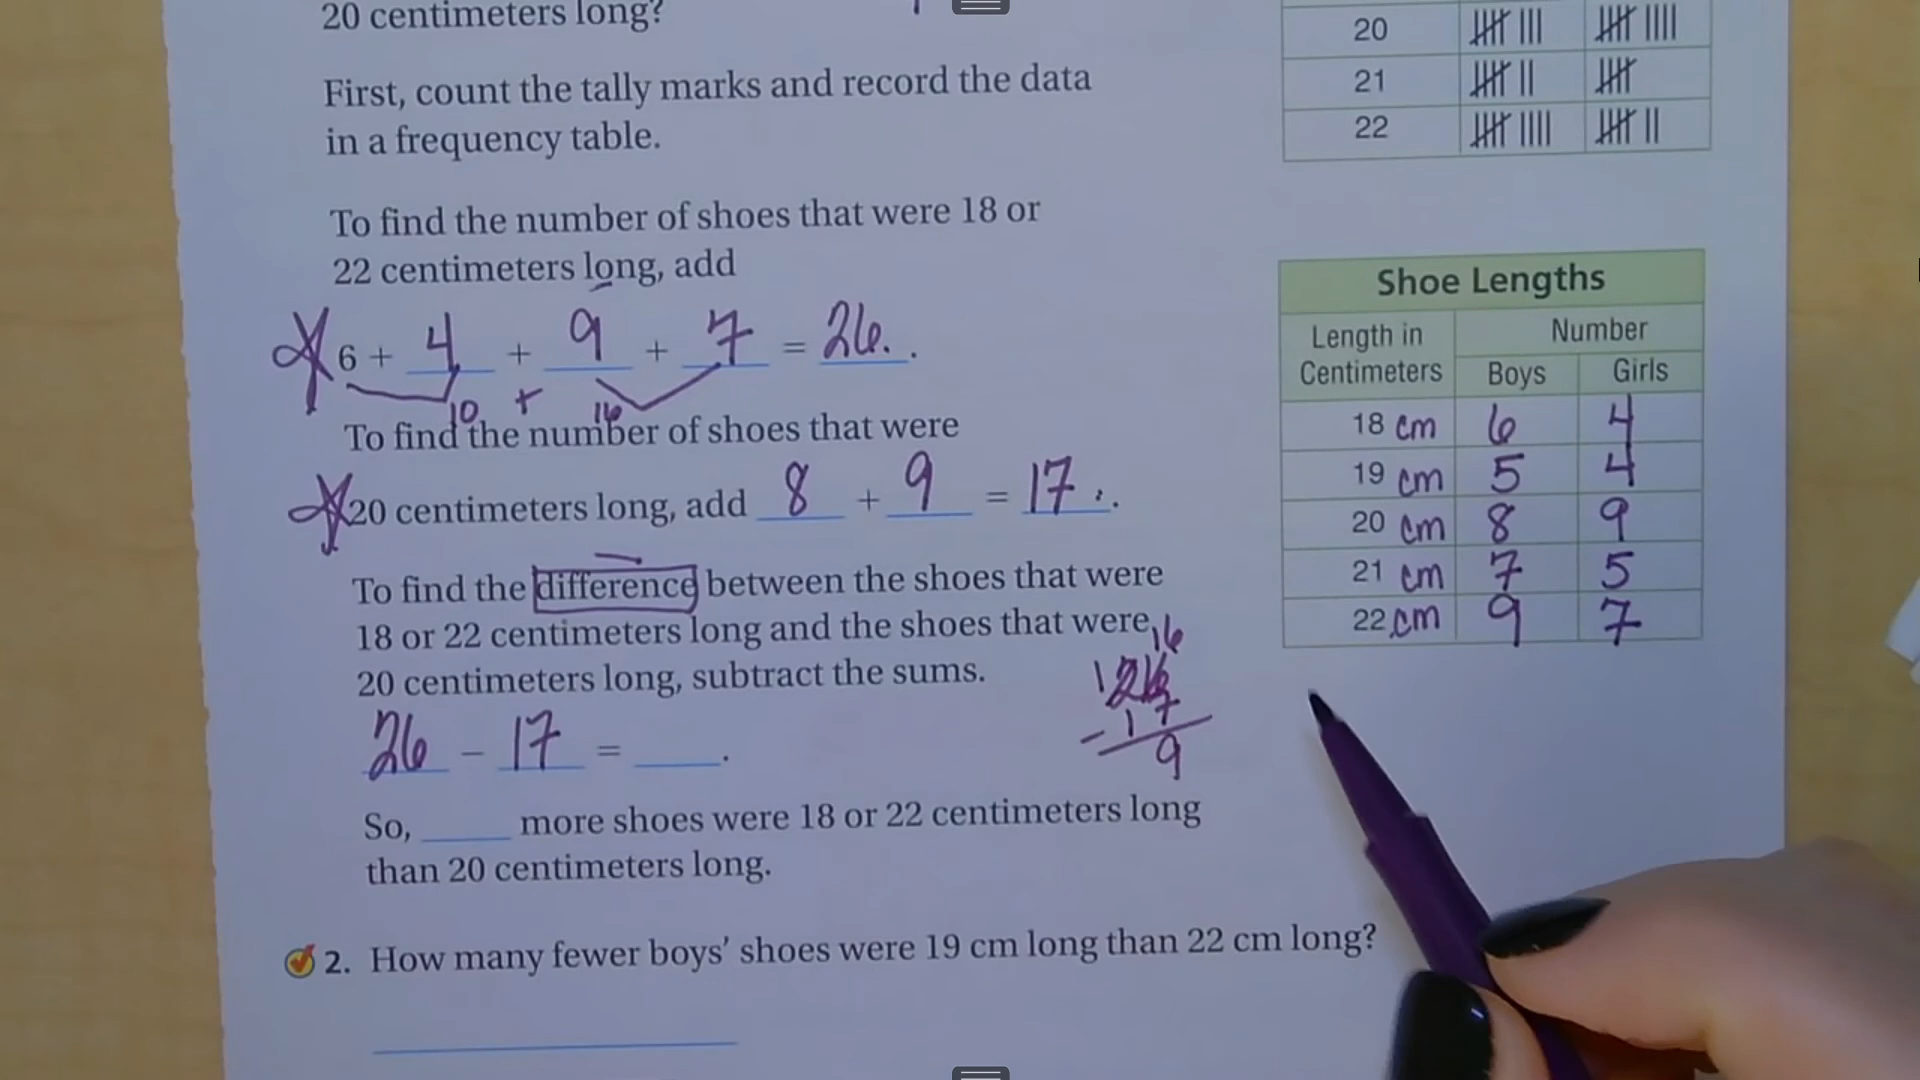 20 centimeters long?
First, count the tally marks and record the data
in a frequency table.
To find the number of shoes that were 18 or
22 centimeters long, add
6 + 4 + 9 + 7 = 26.
10 + 16
To find the number of shoes that were
20 centimeters long, add 8 + 9 = 17.
To find the difference between the shoes that were
18 or 22 centimeters long and the shoes that were
20 centimeters long, subtract the sums.
26 - 17 = ____.
16
1 26
- 17
9
So, ____ more shoes were 18 or 22 centimeters long
than 20 centimeters long.
2. How many fewer boys' shoes were 19 cm long than 22 cm long?
20
21
22
Shoe Lengths
Length in Centimeters Number
Boys Girls
18 cm 6 4
19 cm 5 4
20 cm 8 9
21 cm 7 5
22 cm 9 7